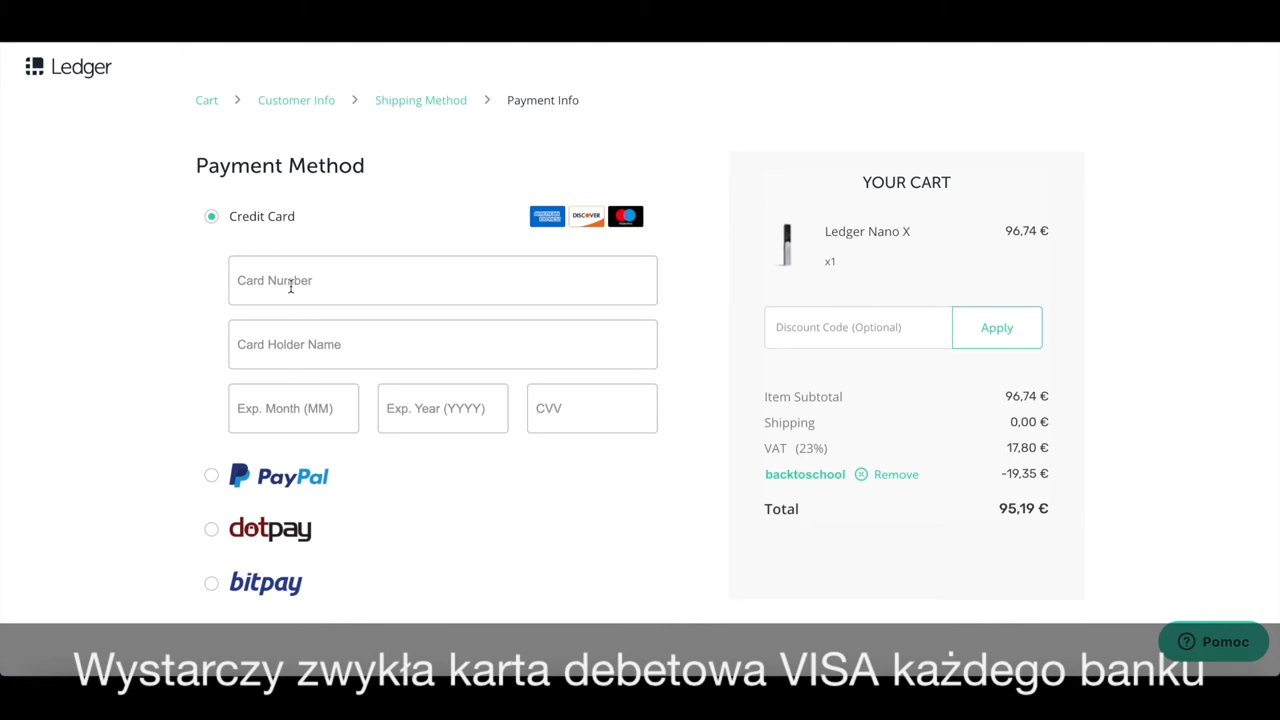 Ledger
Cart > Customer Info > Shipping Method > Payment Info
Payment Method
Credit Card
AMERICAN EXPRESS
DISCOVER
Card Number
Card Holder Name
Exp. Month (MM)
Exp. Year (YYYY)
CVV
PayPal
dotpay
bitpay
YOUR CART
Ledger Nano X 96,74 €
x1
Discount Code (Optional) Apply
Item Subtotal 96,74 €
Shipping 0,00 €
VAT (23%) 17,80 €
backtoschool Remove -19,35 €
Total 95,19 €
Pomoc
Wystarczy zwykła karta debetowa VISA każdego banku